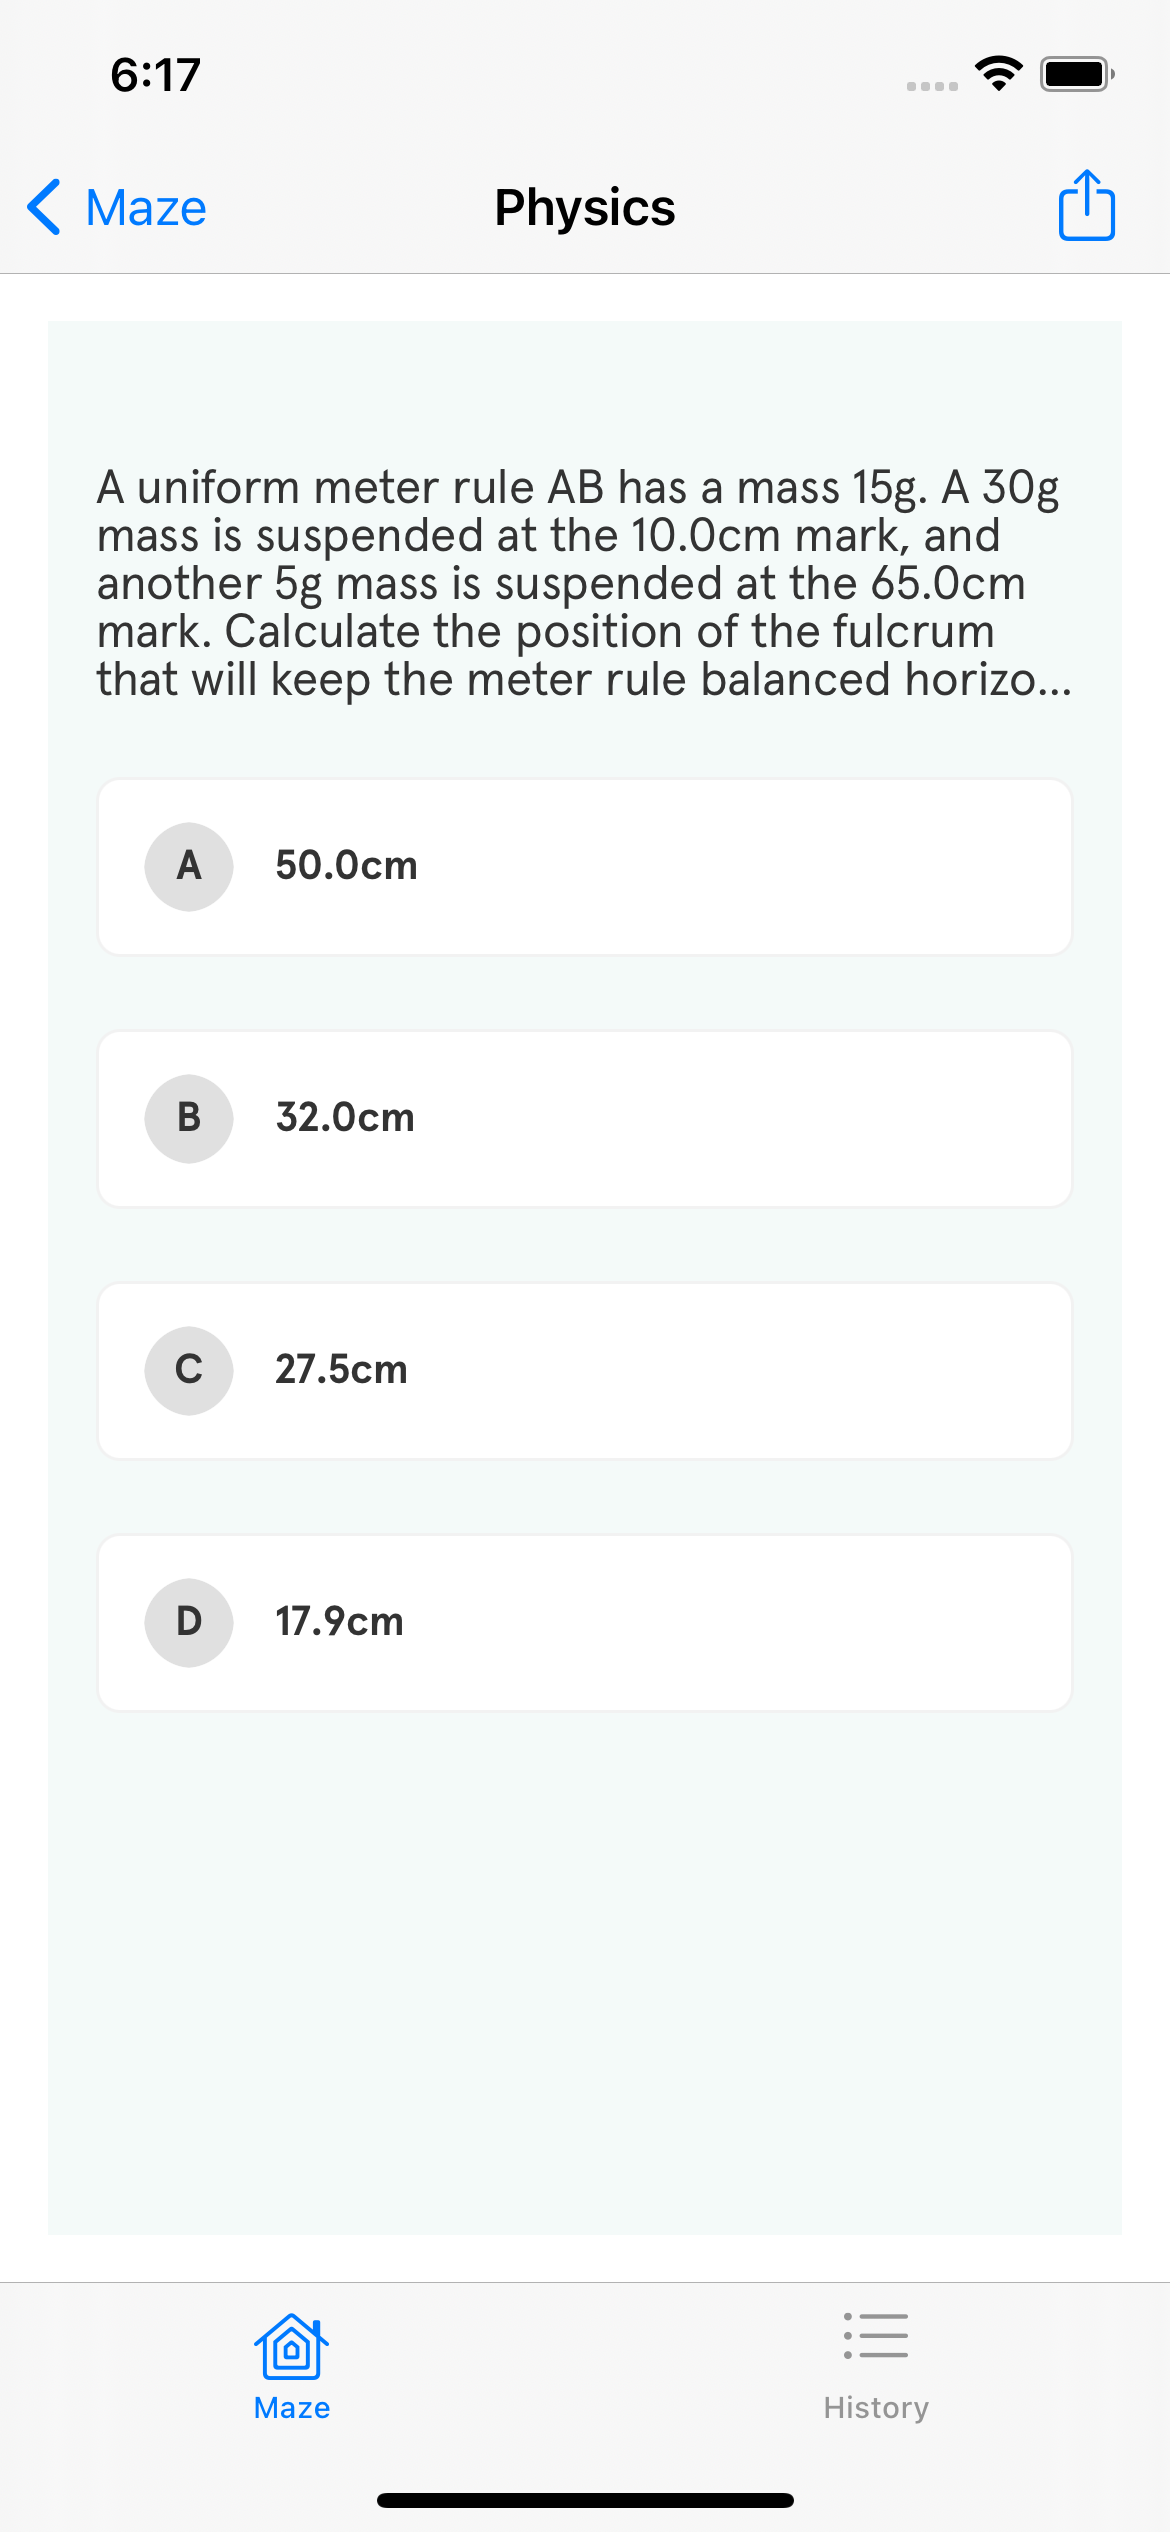 6:17
Maze
Physics
A uniform meter rule AB has a mass 15g. A 30g
mass is suspended at the 10.0cm mark, and
another 5g mass is suspended at the 65.0cm
mark. Calculate the position of the fulcrum
that will keep the meter rule balanced horizo...
A 50.0cm
B 32.0cm
C 27.5cm
D 17.9cm
Maze
History